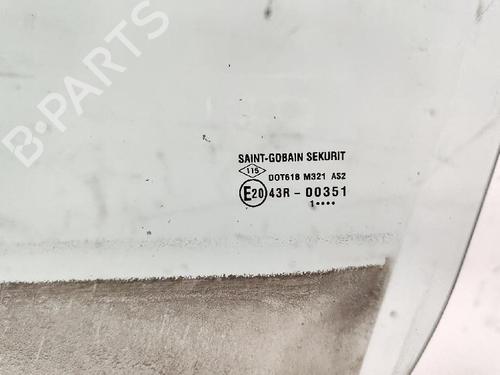 B-PARTS
SAINT-GOBAIN SEKURIT
115 DOT618 M321 AS2
E20 43R - 00351
1••••